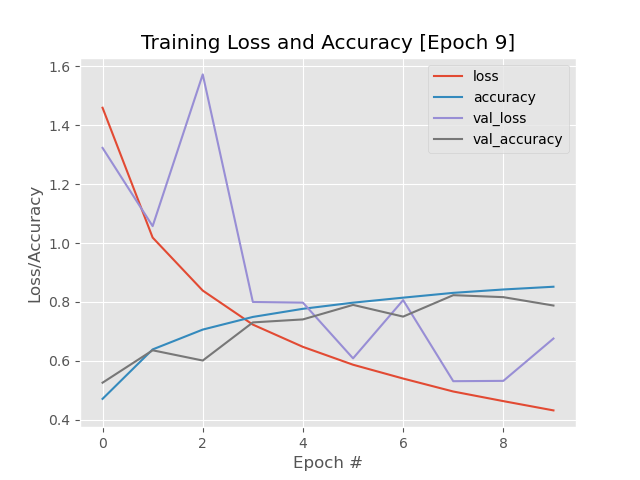 Training Loss and Accuracy [Epoch 9]
loss
accuracy
val_loss
val_accuracy
Loss/Accuracy
1.6
1.4
1.2
1.0
0.8
0.6
0.4
0 2 4 6 8
Epoch #